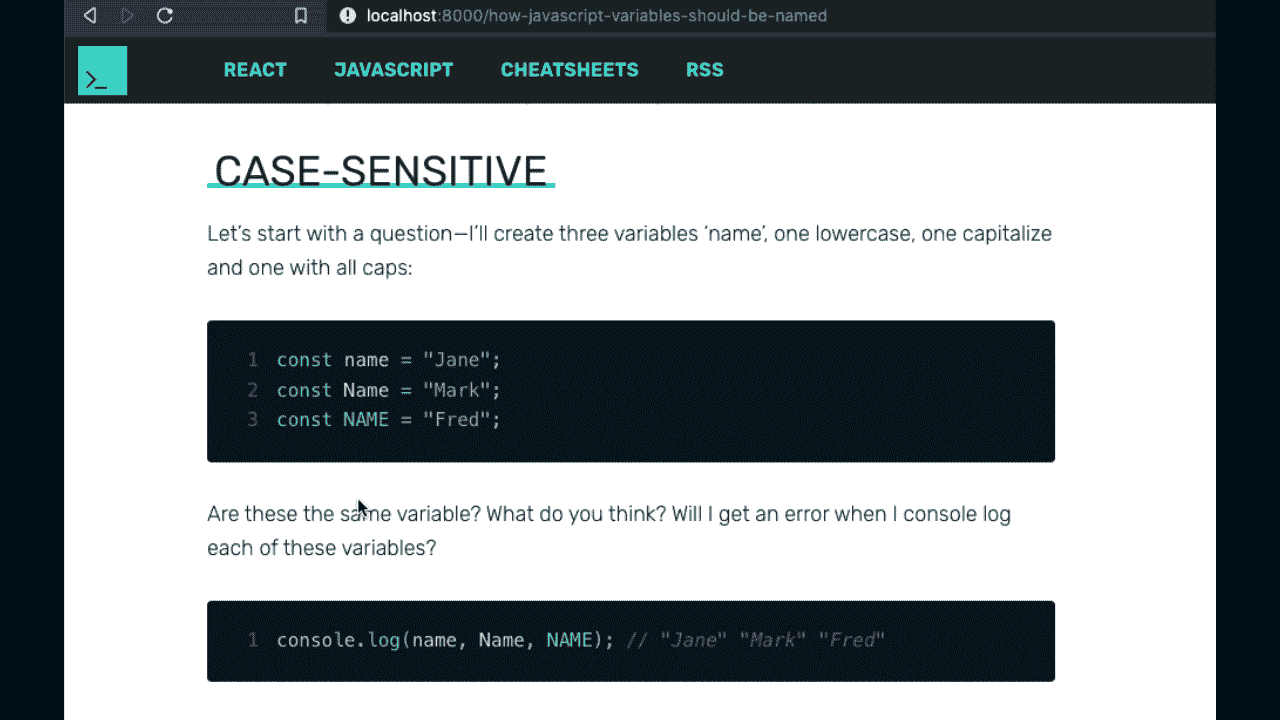 localhost:8000/how-javascript-variables-should-be-named
>_
REACT JAVASCRIPT CHEATSHEETS RSS
CASE-SENSITIVE
Let’s start with a question—I’ll create three variables ‘name’, one lowercase, one capitalize
and one with all caps:
1 const name = "Jane";
2 const Name = "Mark";
3 const NAME = "Fred";
Are these the same variable? What do you think? Will I get an error when I console log
each of these variables?
1 console.log(name, Name, NAME); // "Jane" "Mark" "Fred"